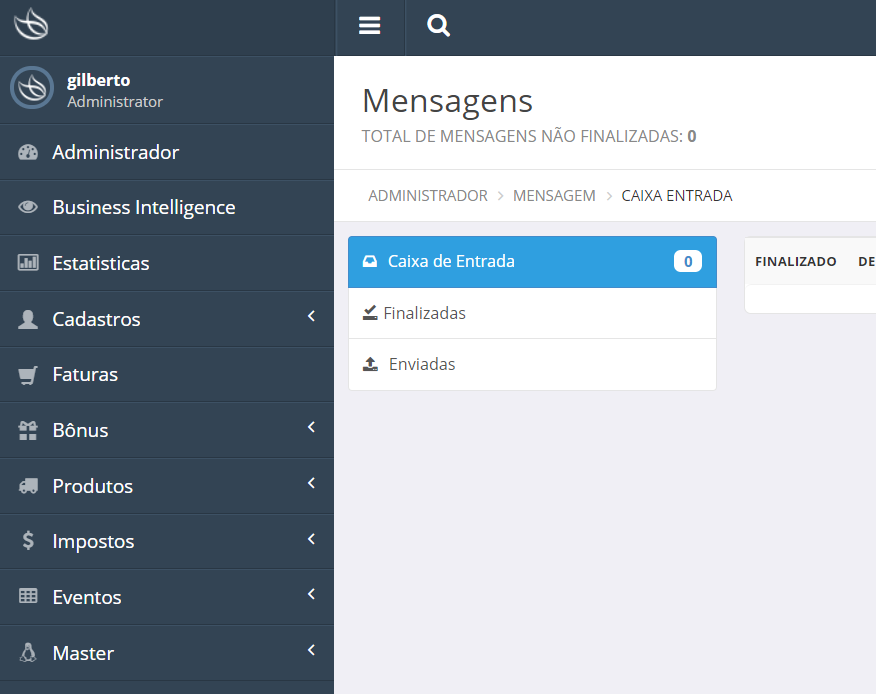 gilberto
Administrator
Administrador
Business Intelligence
Estatisticas
Cadastros
Faturas
Bônus
Produtos
Impostos
Eventos
Master
Mensagens
TOTAL DE MENSAGENS NÃO FINALIZADAS: 0
ADMINISTRADOR > MENSAGEM > CAIXA ENTRADA
Caixa de Entrada 0
Finalizadas
Enviadas
FINALIZADO DE